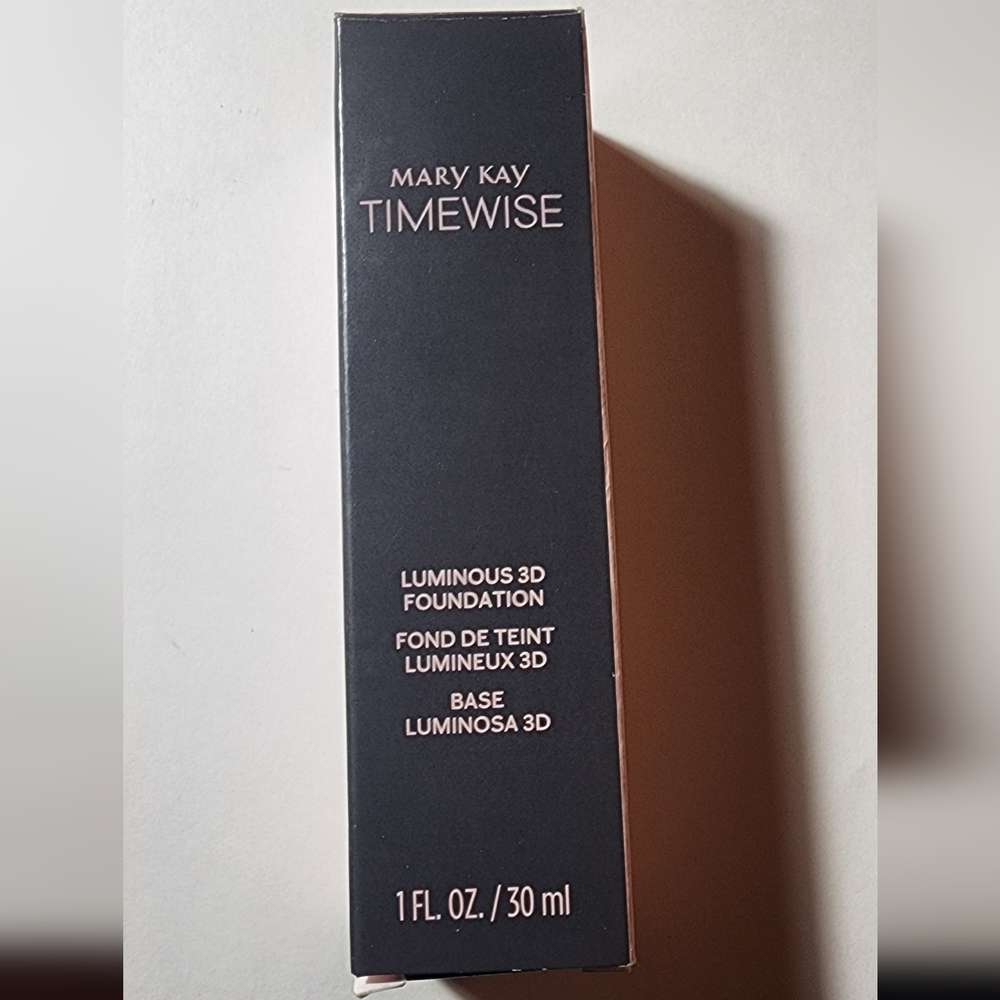 MARY KAY
TIMEWISE
LUMINOUS 3D
FOUNDATION
FOND DE TEINT
LUMINEUX 3D
BASE
LUMINOSA 3D
1 FL. OZ. / 30 ml